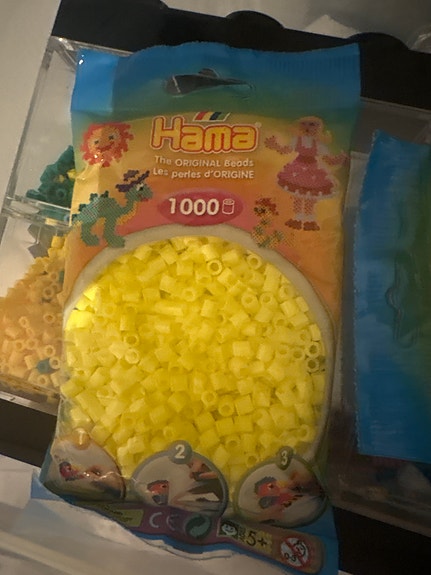 Hama
The ORIGINAL Beads
Les perles d'ORIGINE
1000
1
2
3
CE
5+